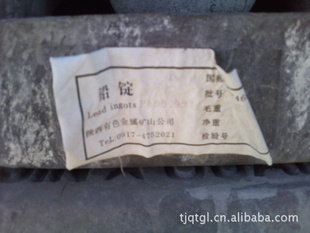 铅锭
Lead ingots
陕西有色金属矿山公司
TeL 0917-4752021
国标
批号
毛重
净重
检验号
tjqtgl.cn.alibaba.com